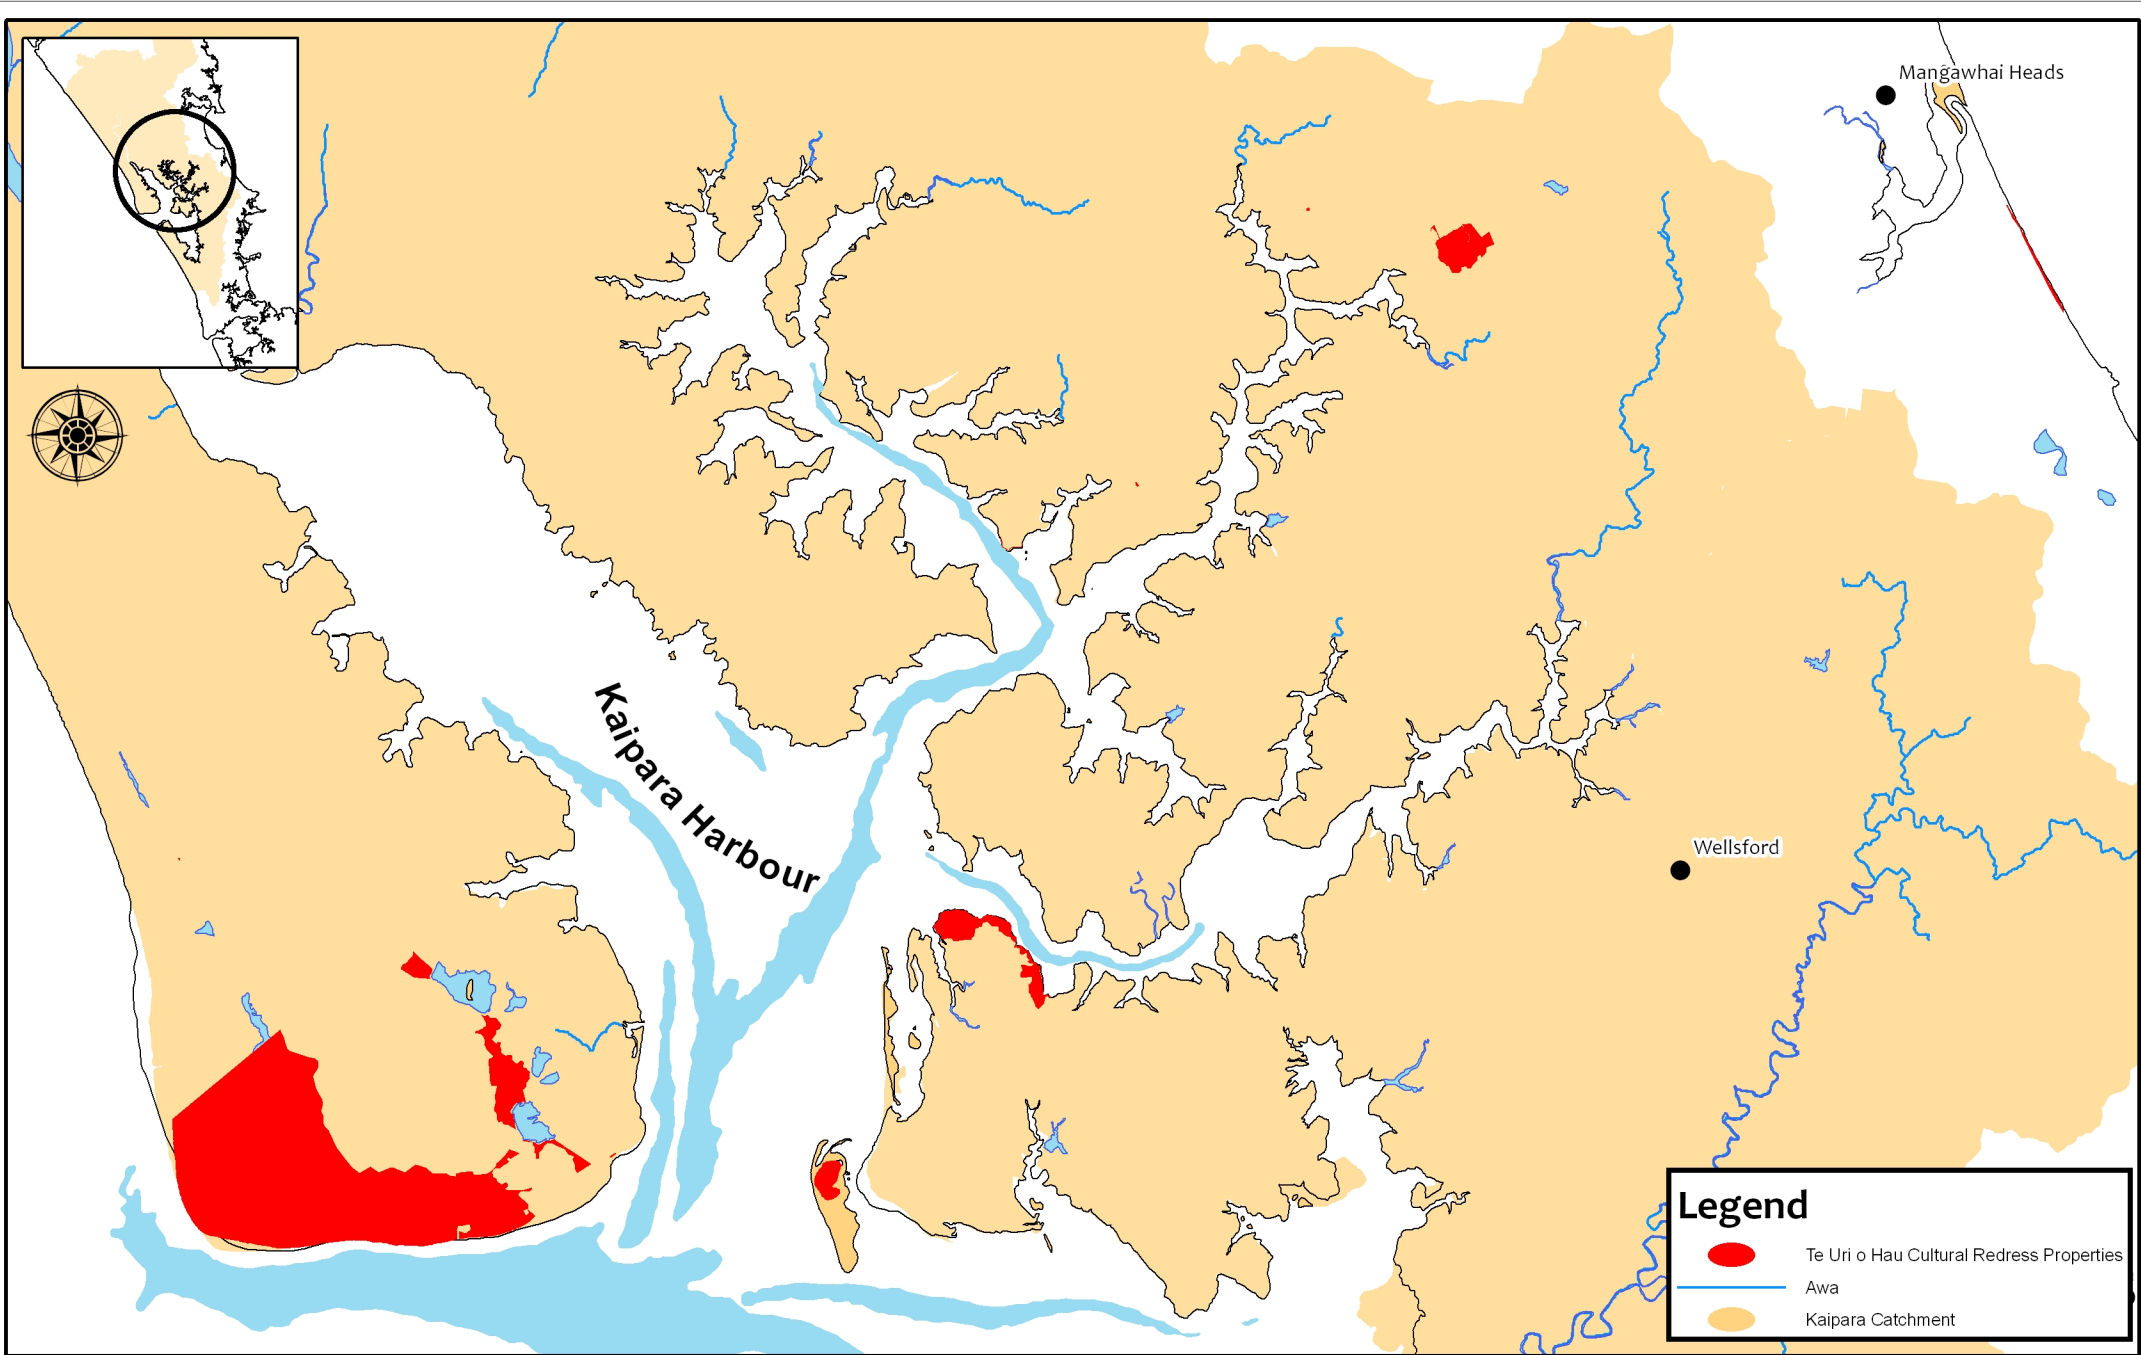 Mangawhai Heads
Kaipara Harbour
Wellsford
Legend
Te Uri o Hau Cultural Redress Properties
Awa
Kaipara Catchment